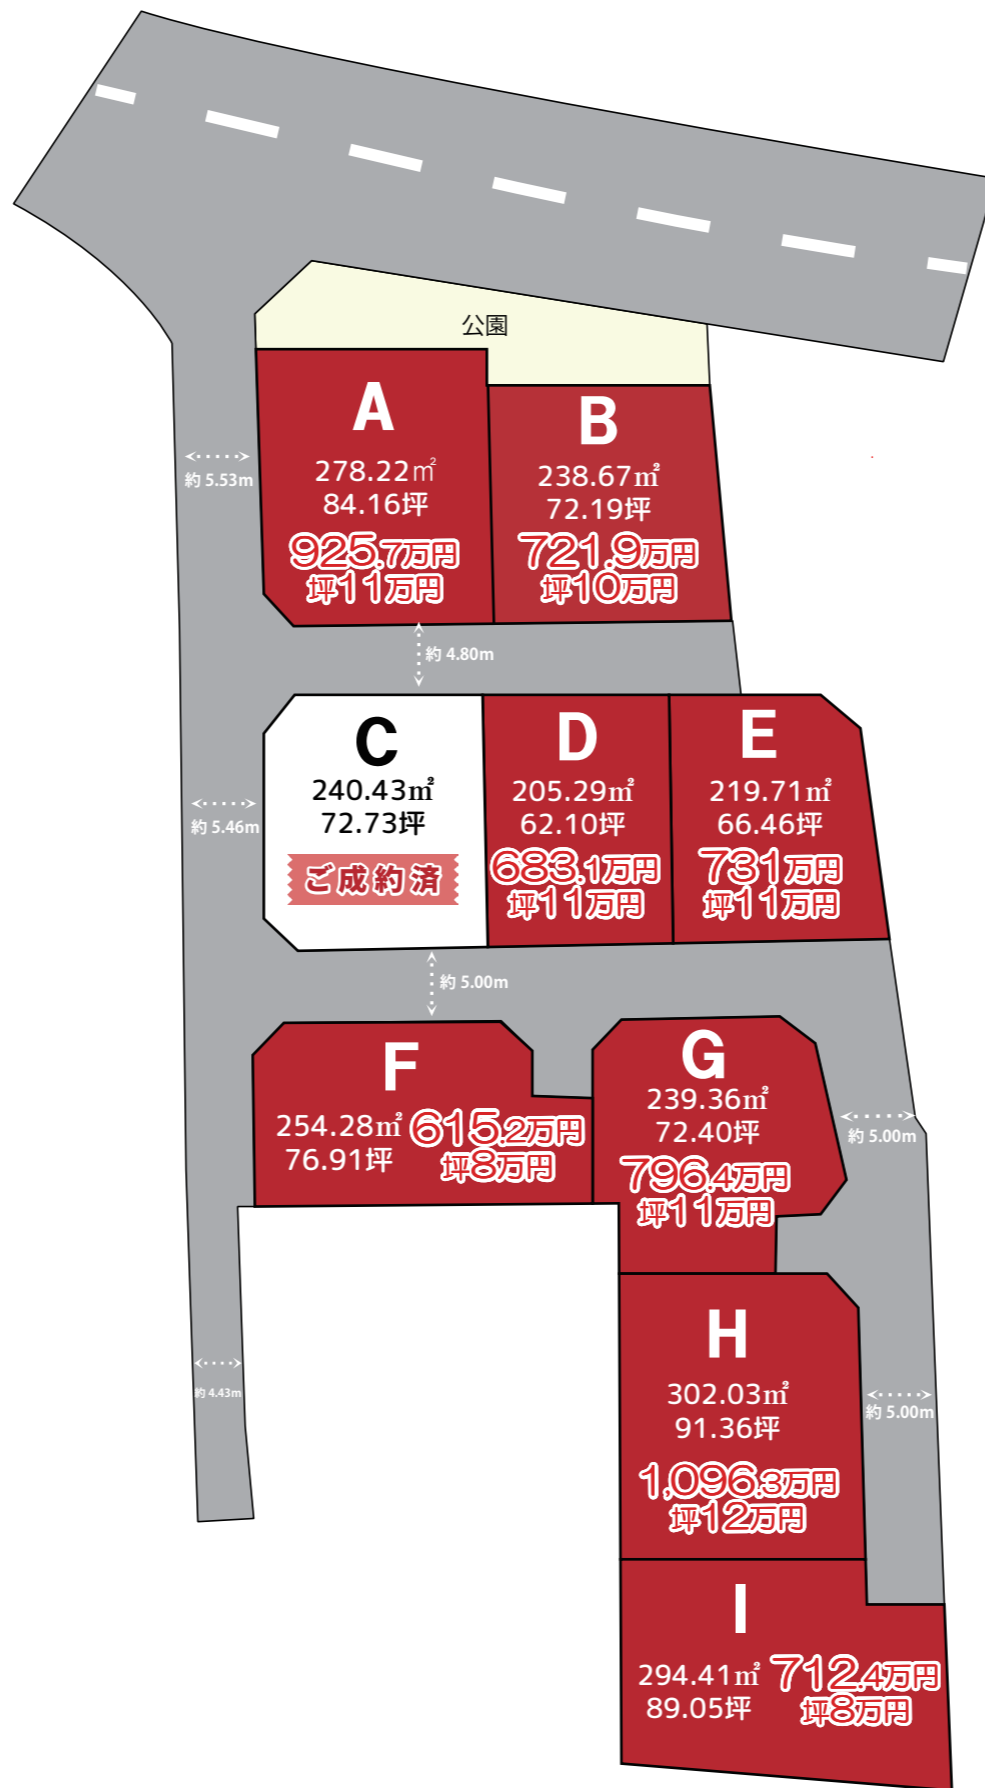 公園
A
278.22㎡
84.16坪
925.7万円
坪11万円
B
238.67㎡
72.19坪
721.9万円
坪10万円
約 5.53m
約 4.80m
C
240.43㎡
72.73坪
ご成約済
D
205.29㎡
62.10坪
683.1万円
坪11万円
E
219.71㎡
66.46坪
731万円
坪11万円
約 5.46m
約 5.00m
F
254.28㎡
76.91坪
615.2万円
坪8万円
G
239.36㎡
72.40坪
796.4万円
坪11万円
約 5.00m
H
302.03㎡
91.36坪
1,096.3万円
坪12万円
約 4.43m
約 5.00m
I
294.41㎡
89.05坪
712.4万円
坪8万円